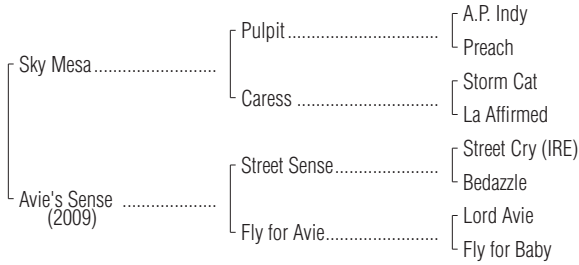 A.P. Indy
Pulpit
Preach
Sky Mesa
Storm Cat
Caress
La Affirmed
Street Cry (IRE)
Street Sense
Bedazzle
Avie's Sense
(2009)
Lord Avie
Fly for Avie
Fly for Baby